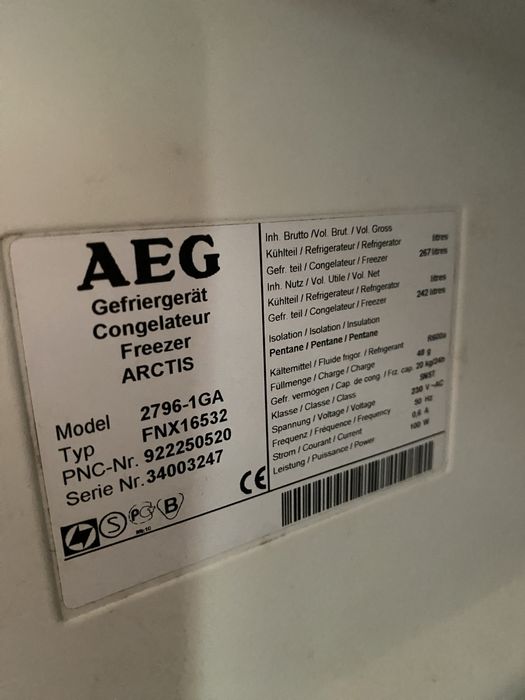 AEG
Gefriergerät
Congelateur
Freezer
ARCTIS
Model 2796-1GA
Typ FNX16532
PNC-Nr. 922250520
Serie Nr. 34003247
S
B
CE
Inh. Brutto /Vol. Brut. / Vol. Gross
Kühlteil / Refrigerateur / Refrigerator litres
Gefr. teil / Congelateur / Freezer 267 litres
Inh. Nutz / Vol. Utile / Vol. Net
Kühlteil / Refrigerateur / Refrigerator litres
Gefr. teil / Congelateur / Freezer 242 litres
Isolation / Isolation / Insulation
Pentane / Pentane / Pentane
Kältemittel / Fluide frigor. / Refrigerant R600a
Füllmenge / Charge / Charge 48 g
Gefr. vermögen / Cap. de cong. / Frz. cap. 20 kg/24h
Klasse / Classe / Class
Spannung / Voltage / Voltage 230 V ~AC
Frequenz / Fréquence / Frequency 50 Hz
Strom / Courant / Current 0,6 A
Leistung / Puissance / Power 100 W